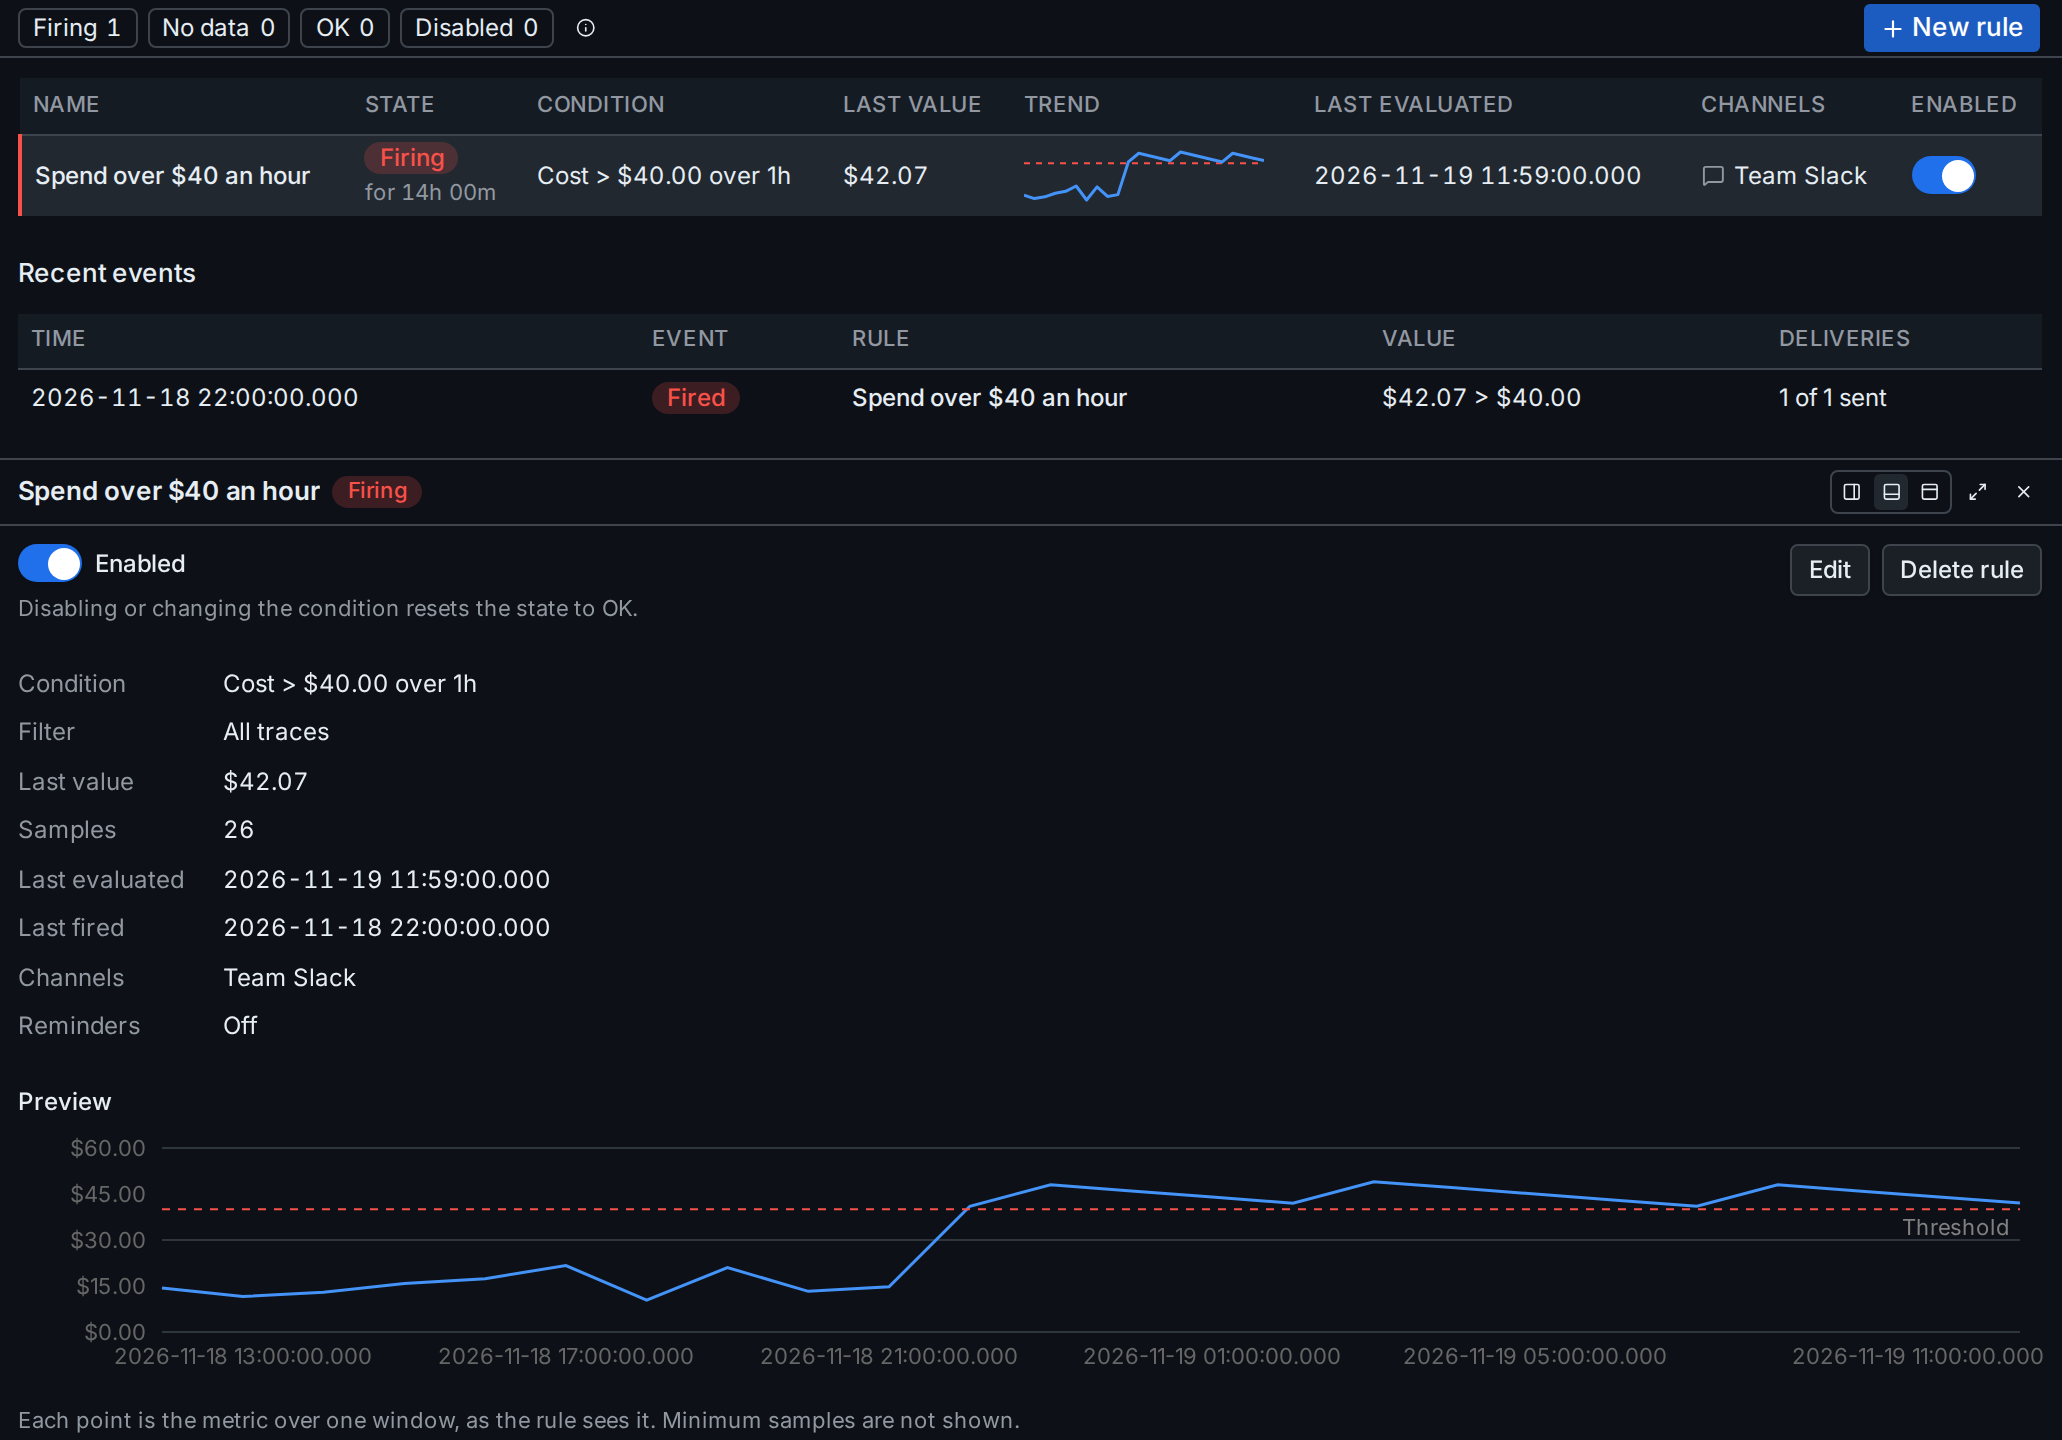 Firing 1 No data 0 OK 0 Disabled 0 + New rule
NAME STATE CONDITION LAST VALUE TREND LAST EVALUATED CHANNELS ENABLED
Spend over $40 an hour Firing for 14h 00m Cost > $40.00 over 1h $42.07 2026-11-19 11:59:00.000 Team Slack
Recent events
TIME EVENT RULE VALUE DELIVERIES
2026-11-18 22:00:00.000 Fired Spend over $40 an hour $42.07 > $40.00 1 of 1 sent
Spend over $40 an hour Firing
Enabled Edit Delete rule
Disabling or changing the condition resets the state to OK.
Condition Cost > $40.00 over 1h
Filter All traces
Last value $42.07
Samples 26
Last evaluated 2026-11-19 11:59:00.000
Last fired 2026-11-18 22:00:00.000
Channels Team Slack
Reminders Off
Preview
$60.00
$45.00
Threshold
$30.00
$15.00
$0.00
2026-11-18 13:00:00.000 2026-11-18 17:00:00.000 2026-11-18 21:00:00.000 2026-11-19 01:00:00.000 2026-11-19 05:00:00.000 2026-11-19 11:00:00.000
Each point is the metric over one window, as the rule sees it. Minimum samples are not shown.